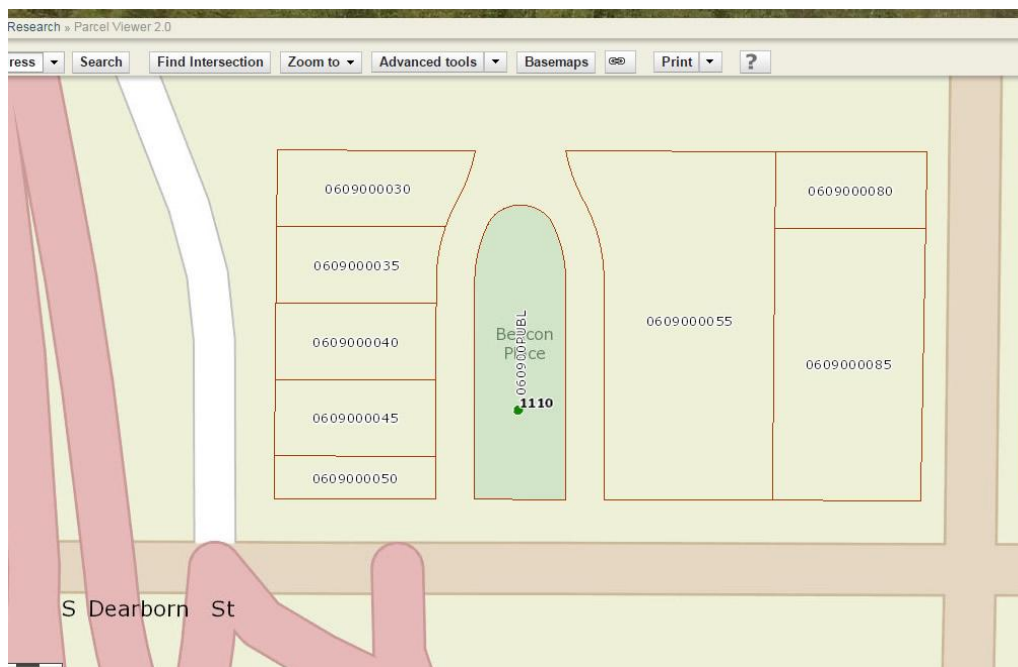 Research » Parcel Viewer 2.0
ress Search Find Intersection Zoom to Advanced tools Basemaps Print ?
0609000030
0609000080
0609000035
0609000055
Beacon
Place
0609000040
0609000085
060900PUBL
1110
0609000045
0609000050
S Dearborn St